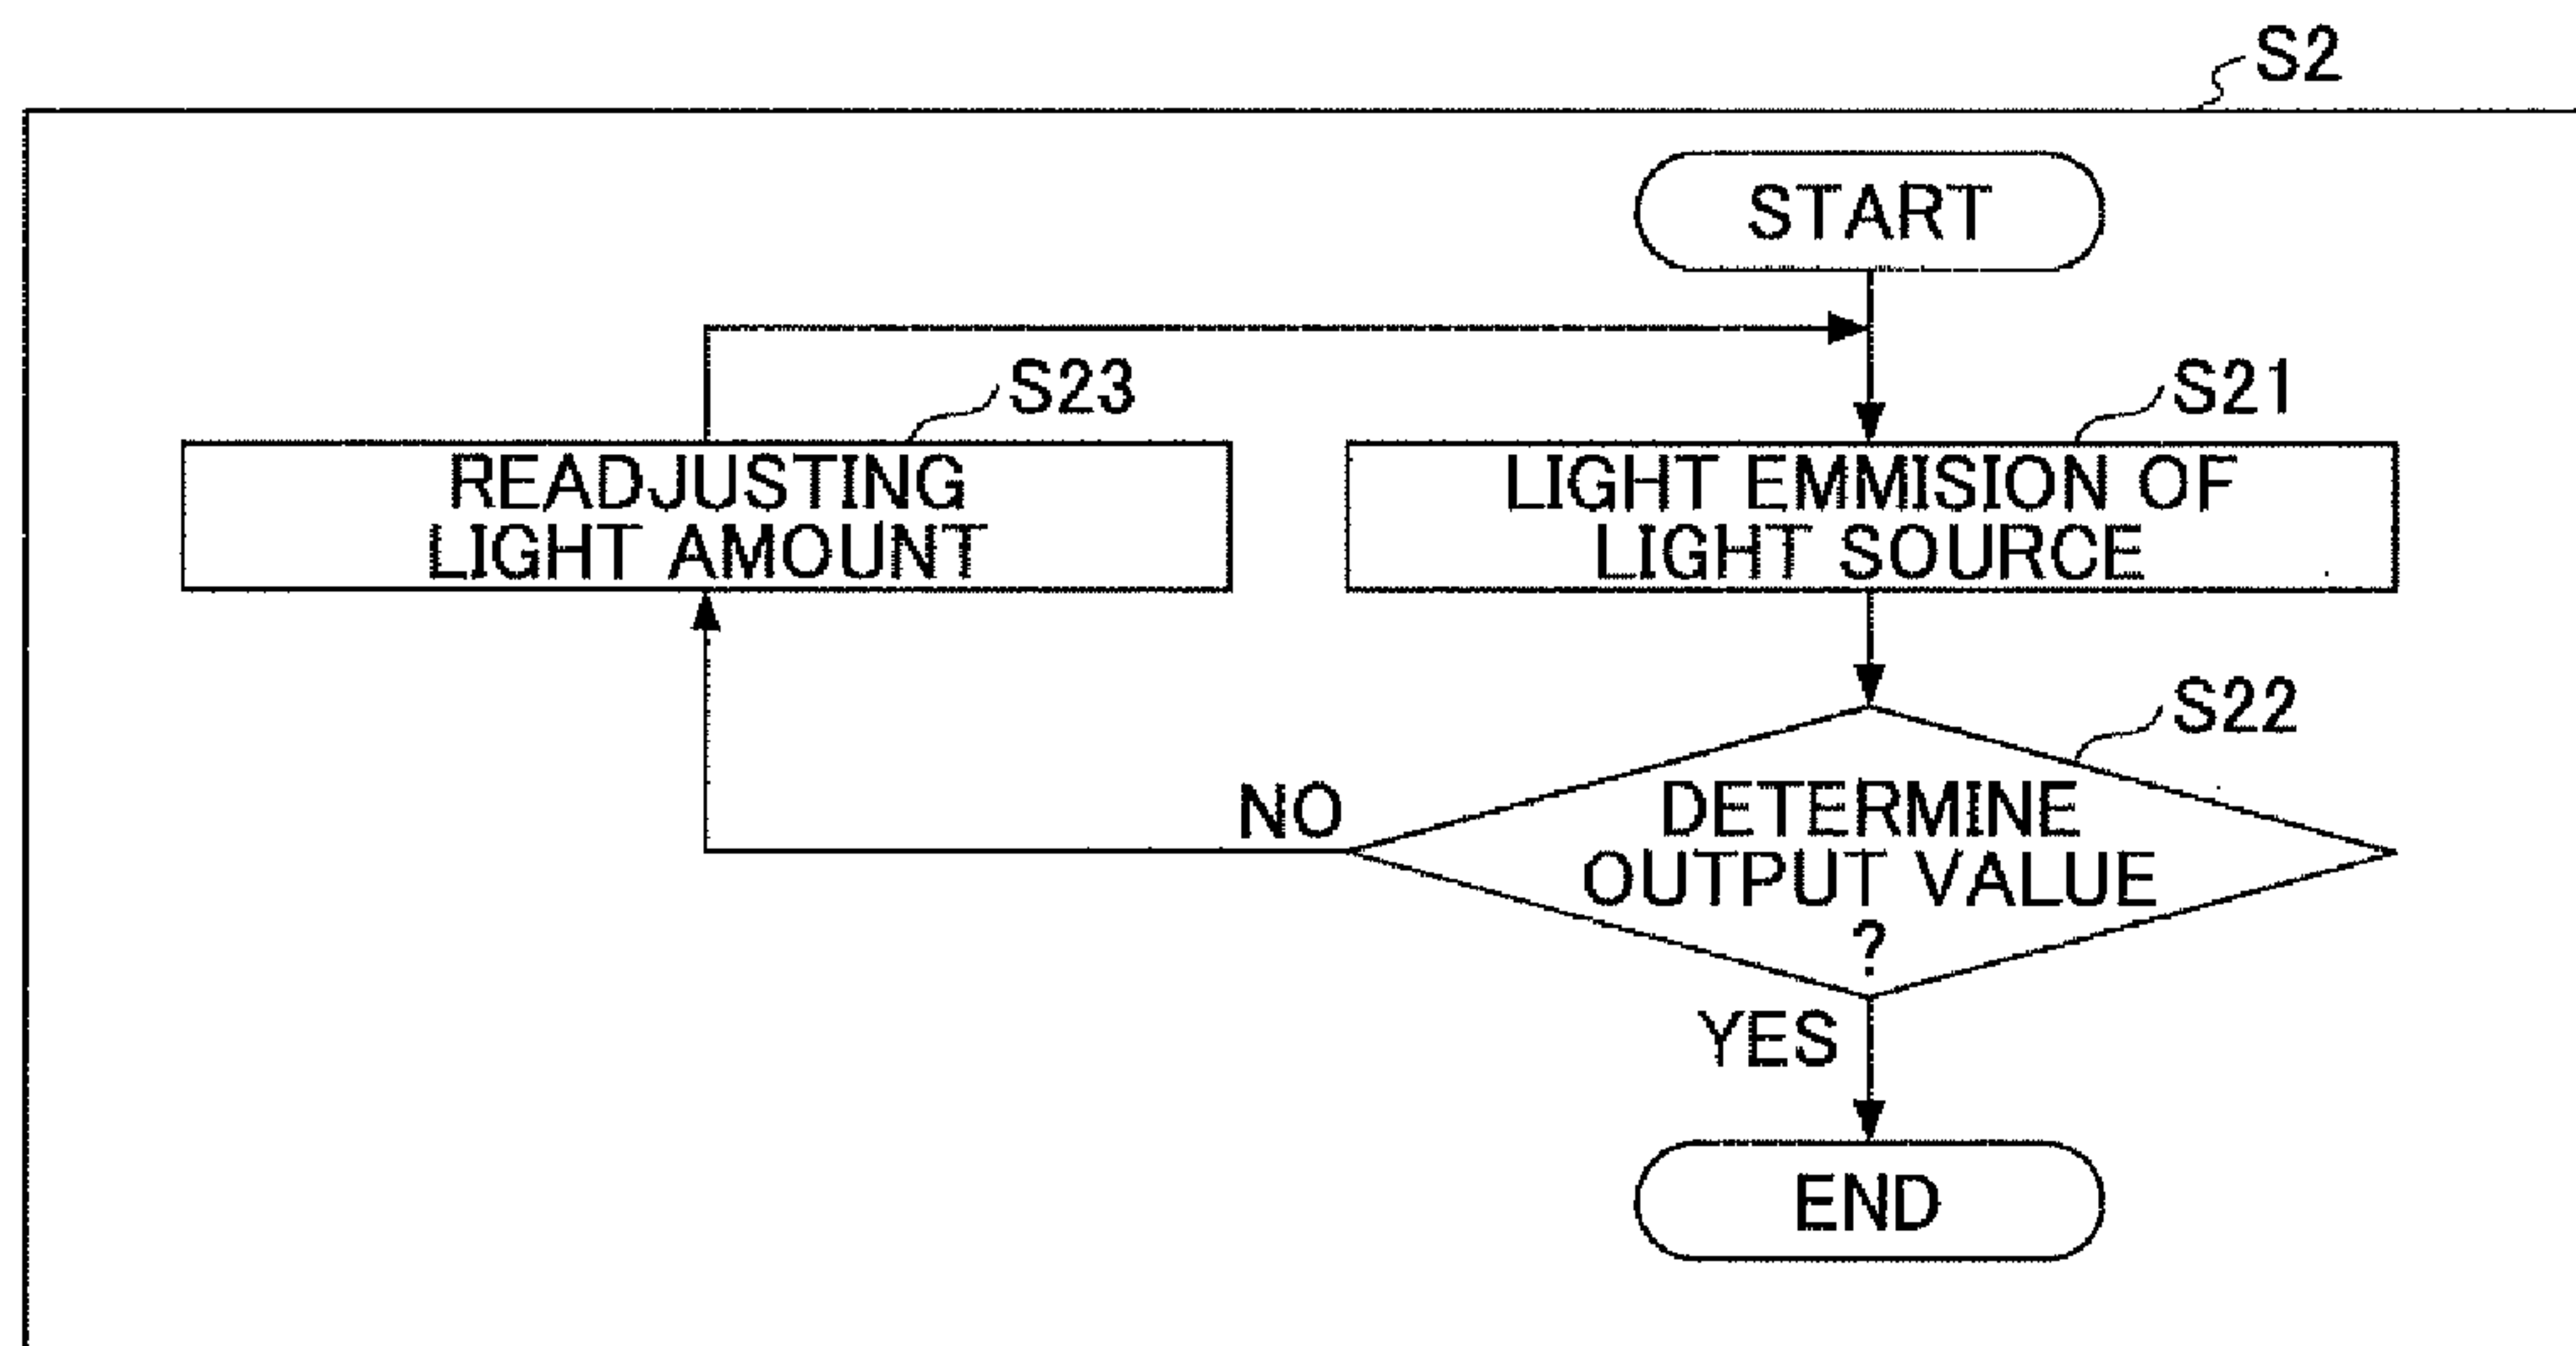 S2
START
S23
READJUSTING
LIGHT AMOUNT
S21
LIGHT EMMISION OF
LIGHT SOURCE
S22
NO
DETERMINE
OUTPUT VALUE
?
YES
END